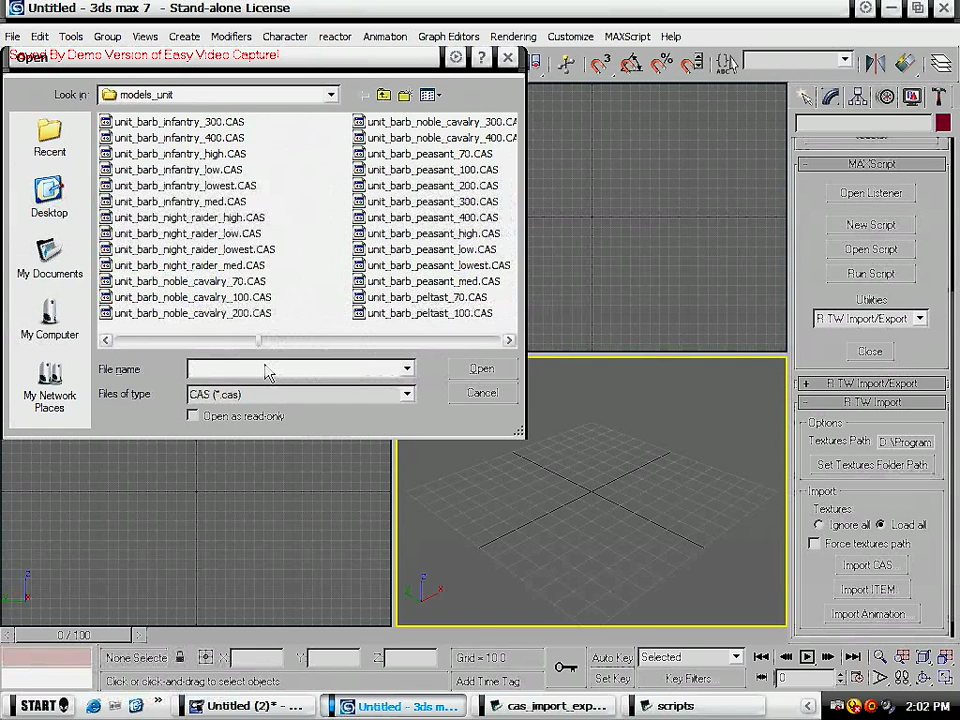 Untitled - 3ds max 7 - Stand-alone License
File Edit Tools Group Views Create Modifiers Character reactor Animation Graph Editors Rendering Customize MAXScript Help
Saved By Demo Version of Easy Video Capture!
Open
Look in: models_unit
Recent
Desktop
My Documents
My Computer
My Network Places
unit_barb_infantry_300.CAS
unit_barb_infantry_400.CAS
unit_barb_infantry_high.CAS
unit_barb_infantry_low.CAS
unit_barb_infantry_lowest.CAS
unit_barb_infantry_med.CAS
unit_barb_night_raider_high.CAS
unit_barb_night_raider_low.CAS
unit_barb_night_raider_lowest.CAS
unit_barb_night_raider_med.CAS
unit_barb_noble_cavalry_70.CAS
unit_barb_noble_cavalry_100.CAS
unit_barb_noble_cavalry_200.CAS
unit_barb_noble_cavalry_300.CA
unit_barb_noble_cavalry_400.CA
unit_barb_peasant_70.CAS
unit_barb_peasant_100.CAS
unit_barb_peasant_200.CAS
unit_barb_peasant_300.CAS
unit_barb_peasant_400.CAS
unit_barb_peasant_high.CAS
unit_barb_peasant_low.CAS
unit_barb_peasant_lowest.CAS
unit_barb_peasant_med.CAS
unit_barb_peltast_70.CAS
unit_barb_peltast_100.CAS
File name Open
Files of type CAS (*.cas) Cancel
Open as read-only
MAXScript
Open Listener
New Script
Open Script
Run Script
Utilities
R TW Import/Export
Close
+ R TW Import/Export
- R TW Import
Options
Textures Path D:\Program
Set Textures Folder Path
Import
Textures
Ignore all Load all
Force textures path
Import CAS...
Import ITEM...
Import Animation...
0 / 100
None Selecte X: Y: Z: Grid = 10.0 Auto Key Selected
Click or click-and-drag to select objects Add Time Tag Set Key Key Filters... 0
START Untitled (2)* - ... Untitled - 3ds m... cas_import_exp... scripts 2:02 PM